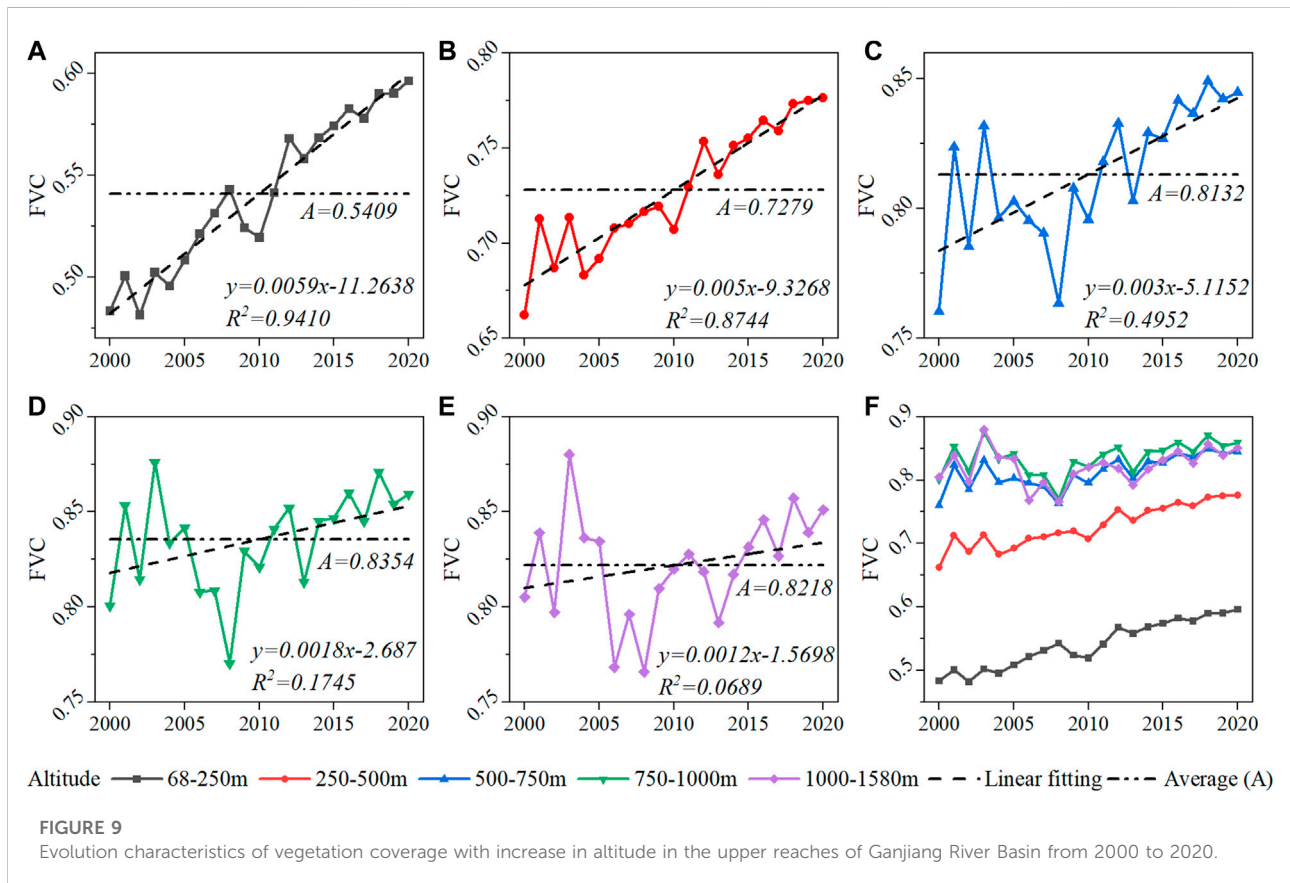 A
FVC
0.60
0.55
0.50
A=0.5409
y=0.0059x-11.2638
R²=0.9410
2000 2005 2010 2015 2020
B
FVC
0.80
0.75
0.70
0.65
A=0.7279
y=0.005x-9.3268
R²=0.8744
2000 2005 2010 2015 2020
C
FVC
0.85
0.80
0.75
A=0.8132
y=0.003x-5.1152
R²=0.4952
2000 2005 2010 2015 2020
D
FVC
0.90
0.85
0.80
0.75
A=0.8354
y=0.0018x-2.687
R²=0.1745
2000 2005 2010 2015 2020
E
FVC
0.90
0.85
0.80
0.75
A=0.8218
y=0.0012x-1.5698
R²=0.0689
2000 2005 2010 2015 2020
F
FVC
0.9
0.8
0.7
0.6
0.5
2000 2005 2010 2015 2020
Altitude 68-250m 250-500m 500-750m 750-1000m 1000-1580m Linear fitting Average (A)
FIGURE 9
Evolution characteristics of vegetation coverage with increase in altitude in the upper reaches of Ganjiang River Basin from 2000 to 2020.